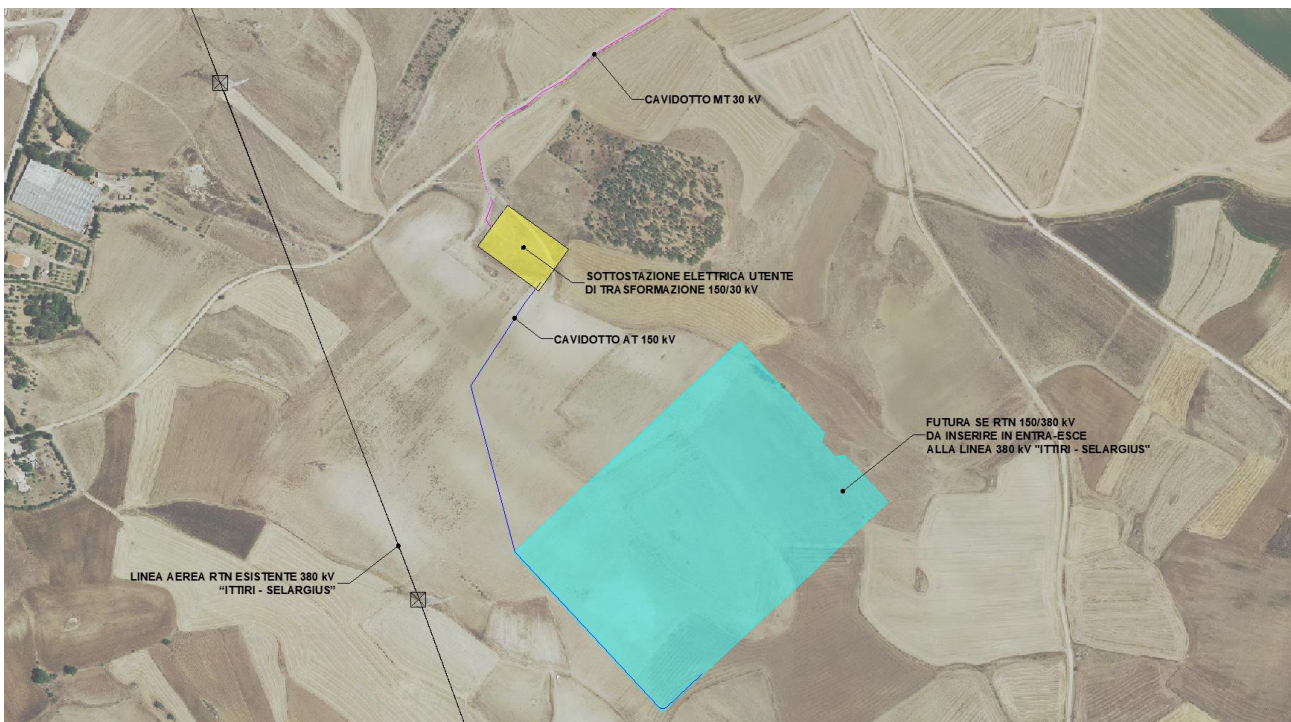 CAVIDOTTO MT 30 kV
SOTTOSTAZIONE ELETTRICA UTENTE
DI TRASFORMAZIONE 150/30 kV
CAVIDOTTO AT 150 kV
FUTURA SE RTN 150/380 kV
DA INSERIRE IN ENTRA-ESCE
ALLA LINEA 380 kV "ITTIRI - SELARGIUS"
LINEA AEREA RTN ESISTENTE 380 kV
“ITTIRI - SELARGIUS”